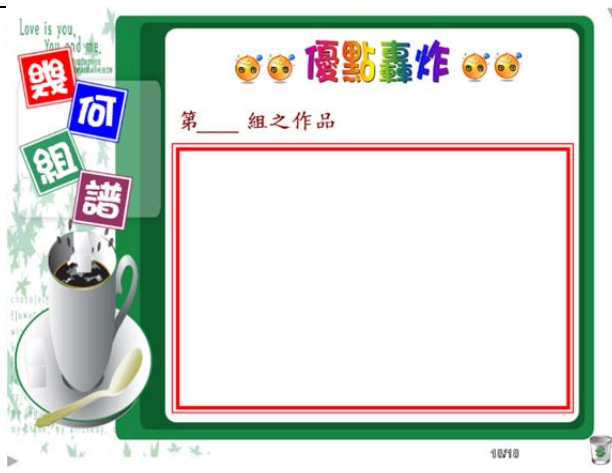 Love is you,
You and me.
幾
何
組
譜
優點轟炸
第____ 組之作品
18/18